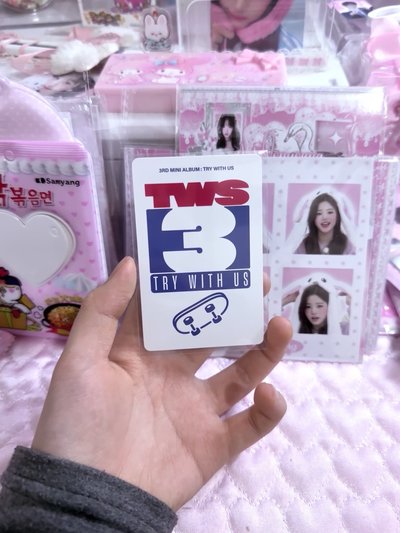 3RD MINI ALBUM : TRY WITH US
TWS
3
TRY WITH US
Samyang
볶음면